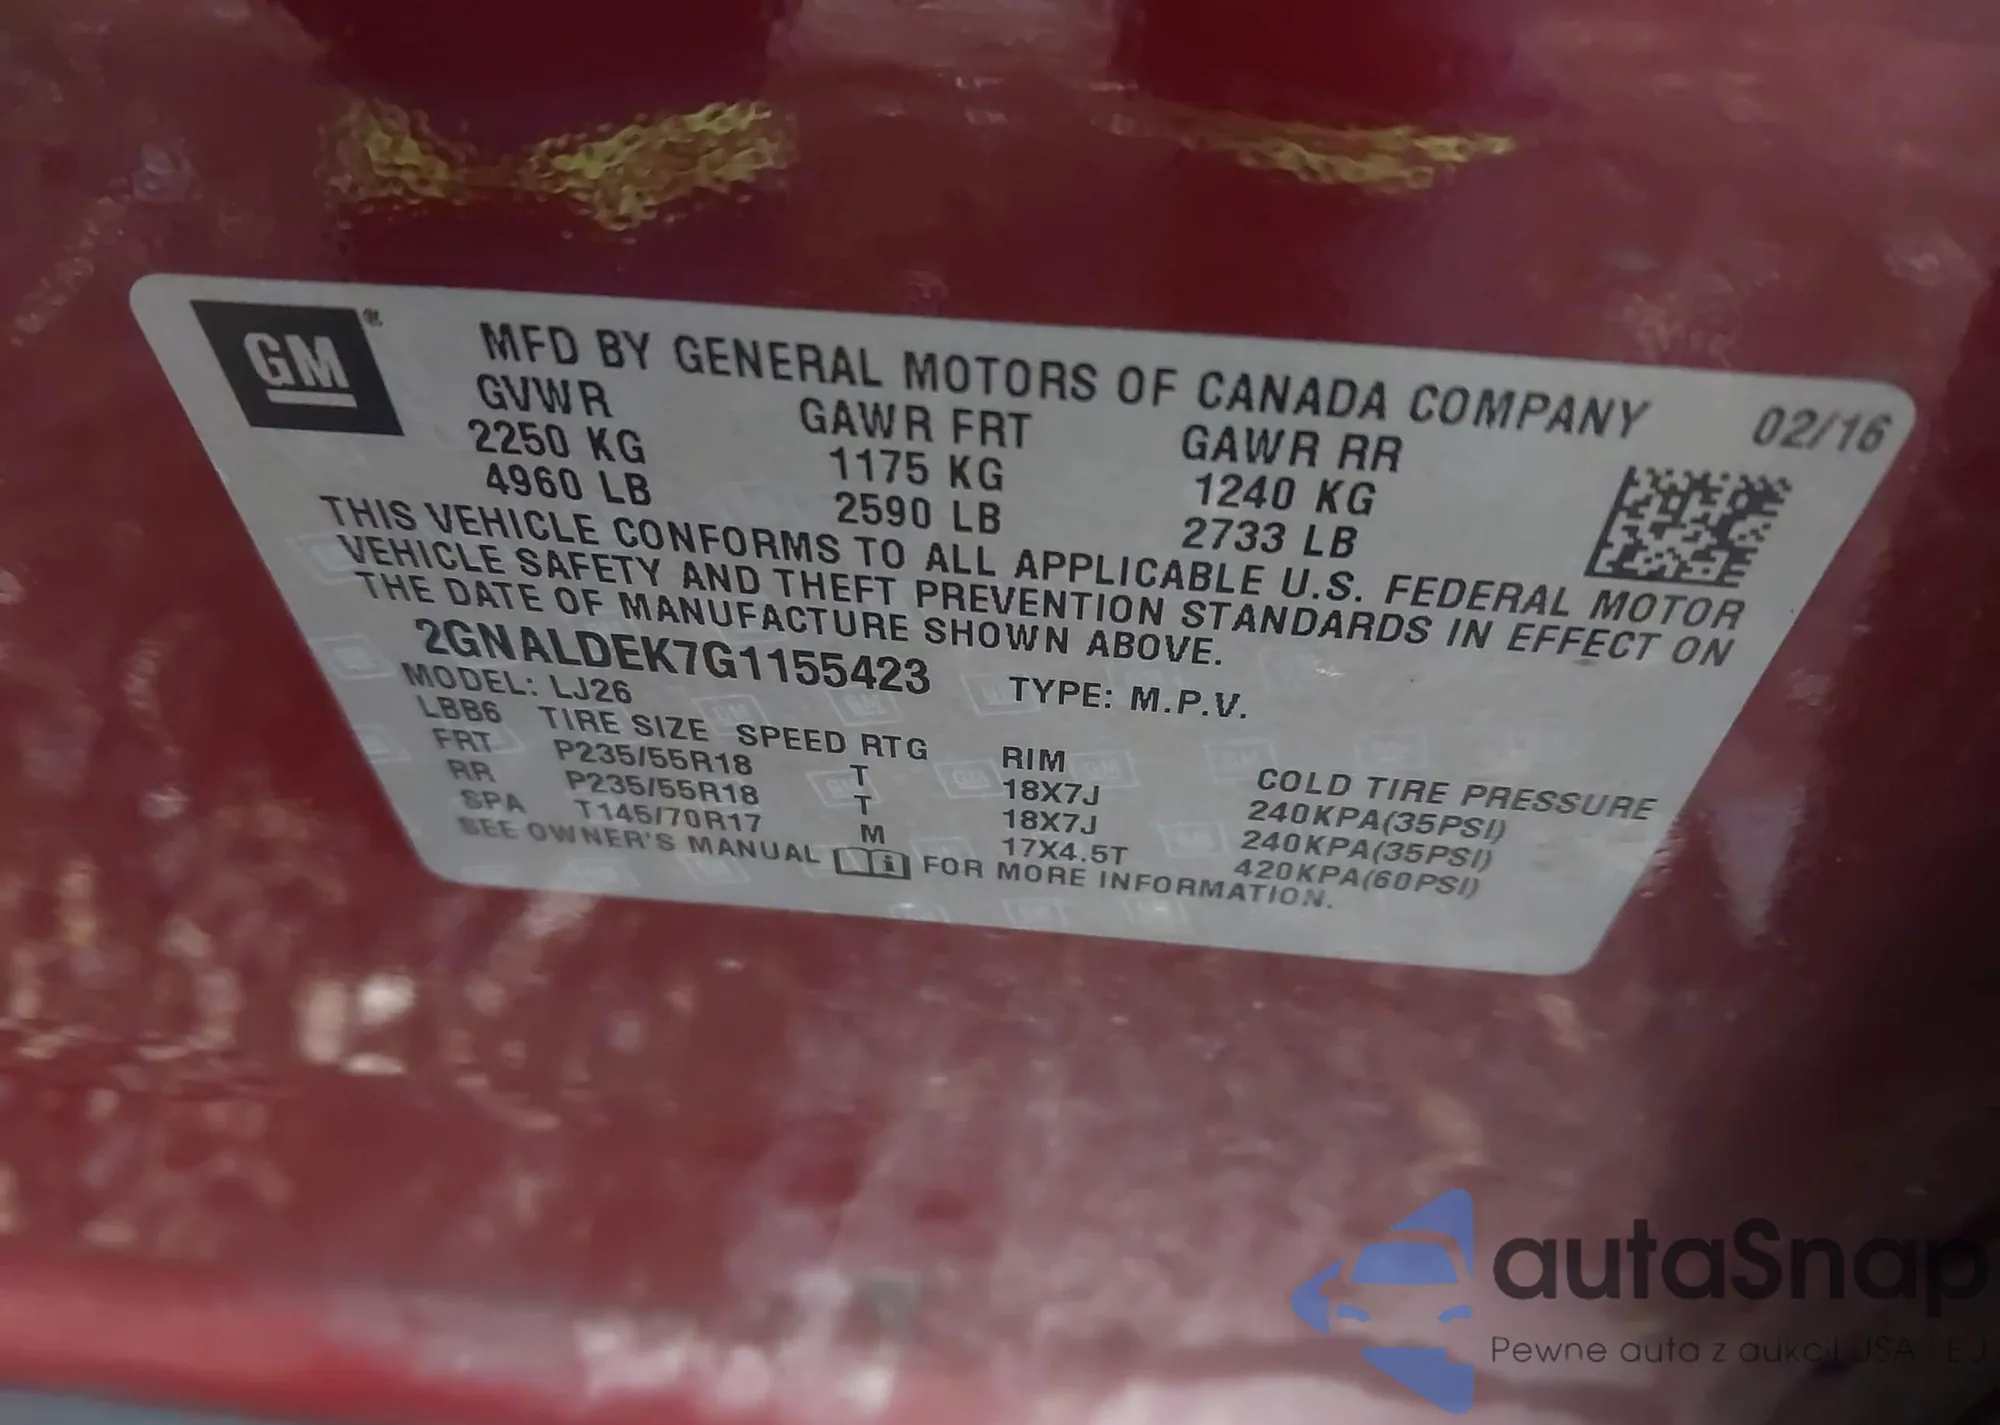 GM®
MFD BY GENERAL MOTORS OF CANADA COMPANY 02/16
GVWR GAWR FRT GAWR RR
2250 KG 1175 KG 1240 KG
4960 LB 2590 LB 2733 LB
THIS VEHICLE CONFORMS TO ALL APPLICABLE U.S. FEDERAL MOTOR
VEHICLE SAFETY AND THEFT PREVENTION STANDARDS IN EFFECT ON
THE DATE OF MANUFACTURE SHOWN ABOVE.
2GNALDEK7G1155423 TYPE: M.P.V.
MODEL: LJ26
LBB6 TIRE SIZE SPEED RTG RIM COLD TIRE PRESSURE
FRT P235/55R18 T 18X7J 240KPA(35PSI)
RR P235/55R18 T 18X7J 240KPA(35PSI)
SPA T145/70R17 M 17X4.5T 420KPA(60PSI)
SEE OWNER'S MANUAL i FOR MORE INFORMATION.
autaSnap
Pewne auta z aukcji USA